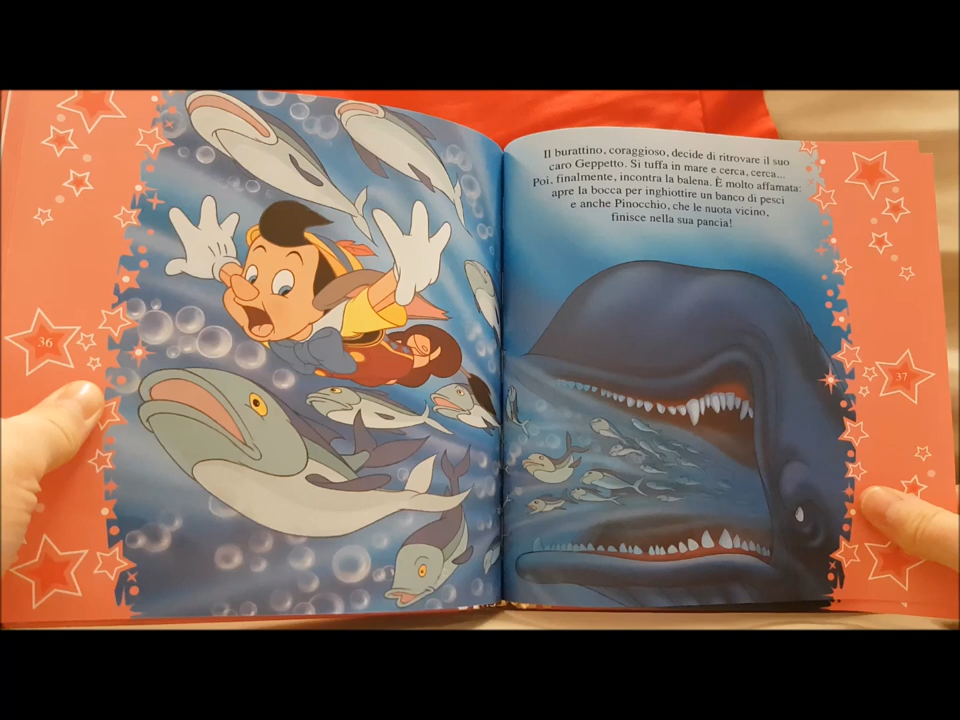 36
Il burattino, coraggioso, decide di ritrovare il suo
caro Geppetto. Si tuffa in mare e cerca, cerca...
Poi, finalmente, incontra la balena. È molto affamata:
apre la bocca per inghiottire un banco di pesci
e anche Pinocchio, che le nuota vicino,
finisce nella sua pancia!
37